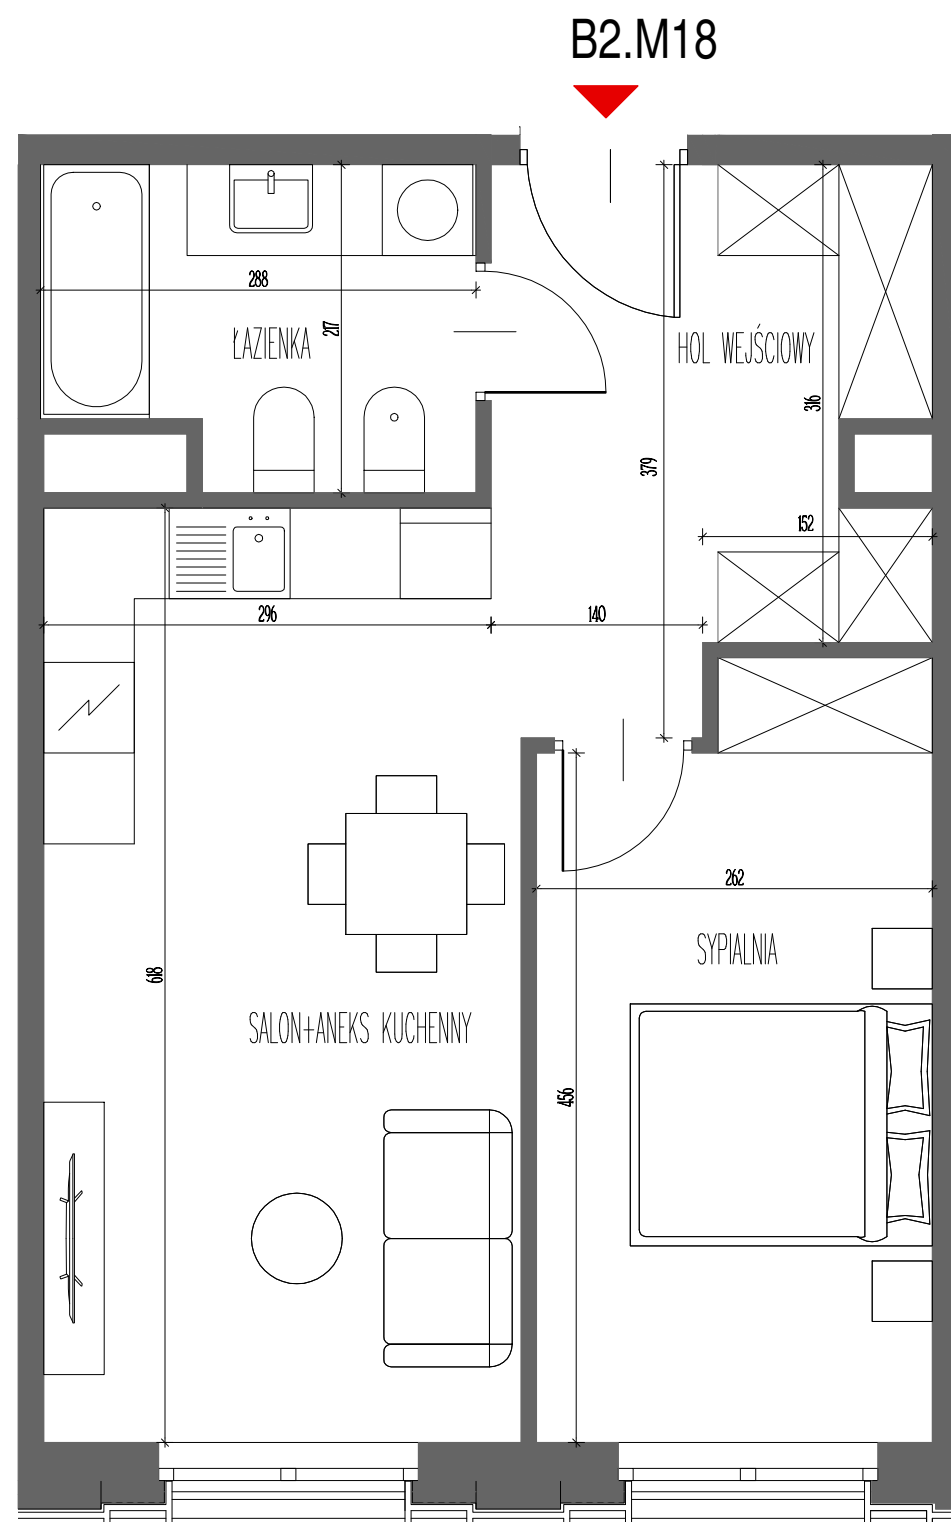 B2.M18
288
217
ŁAZIENKA
HOL WEJŚCIOWY
316
379
152
296
140
262
SYPIALNIA
618
SALON+ANEKS KUCHENNY
456